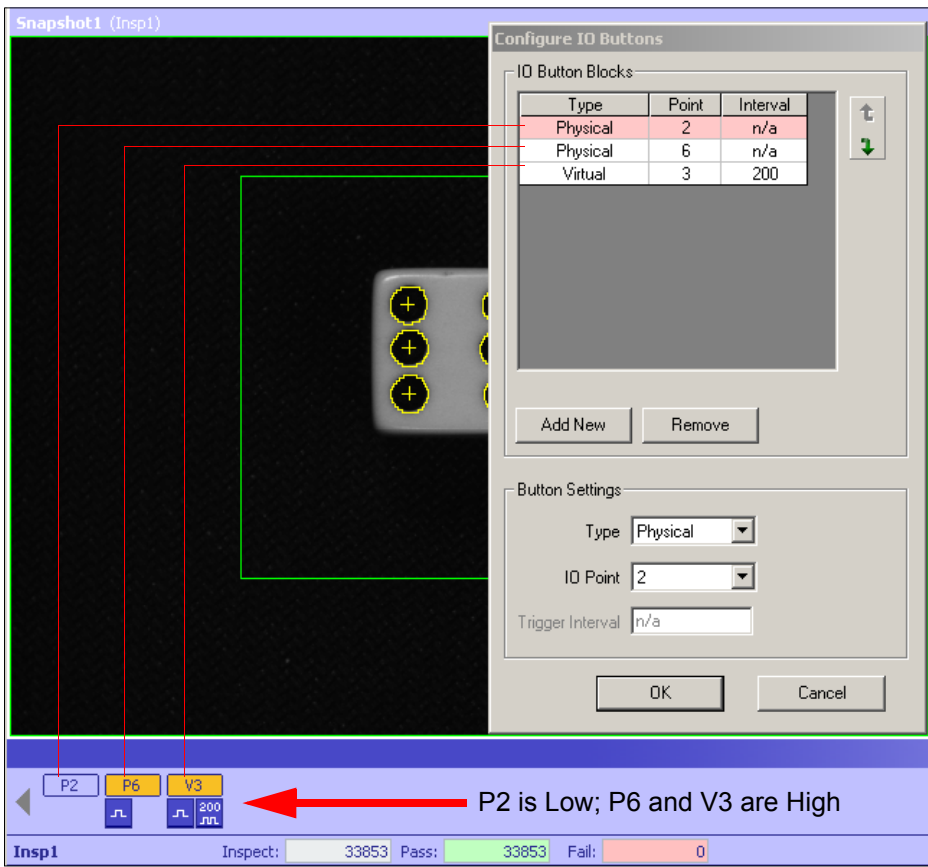 Snapshot1 (Insp1)
Configure IO Buttons
IO Button Blocks
Type Point Interval
Physical 2 n/a
Physical 6 n/a
Virtual 3 200
Add New Remove
Button Settings
Type Physical
IO Point 2
Trigger Interval n/a
OK Cancel
P2 P6 V3
200
P2 is Low; P6 and V3 are High
Insp1 Inspect: 33853 Pass: 33853 Fail: 0